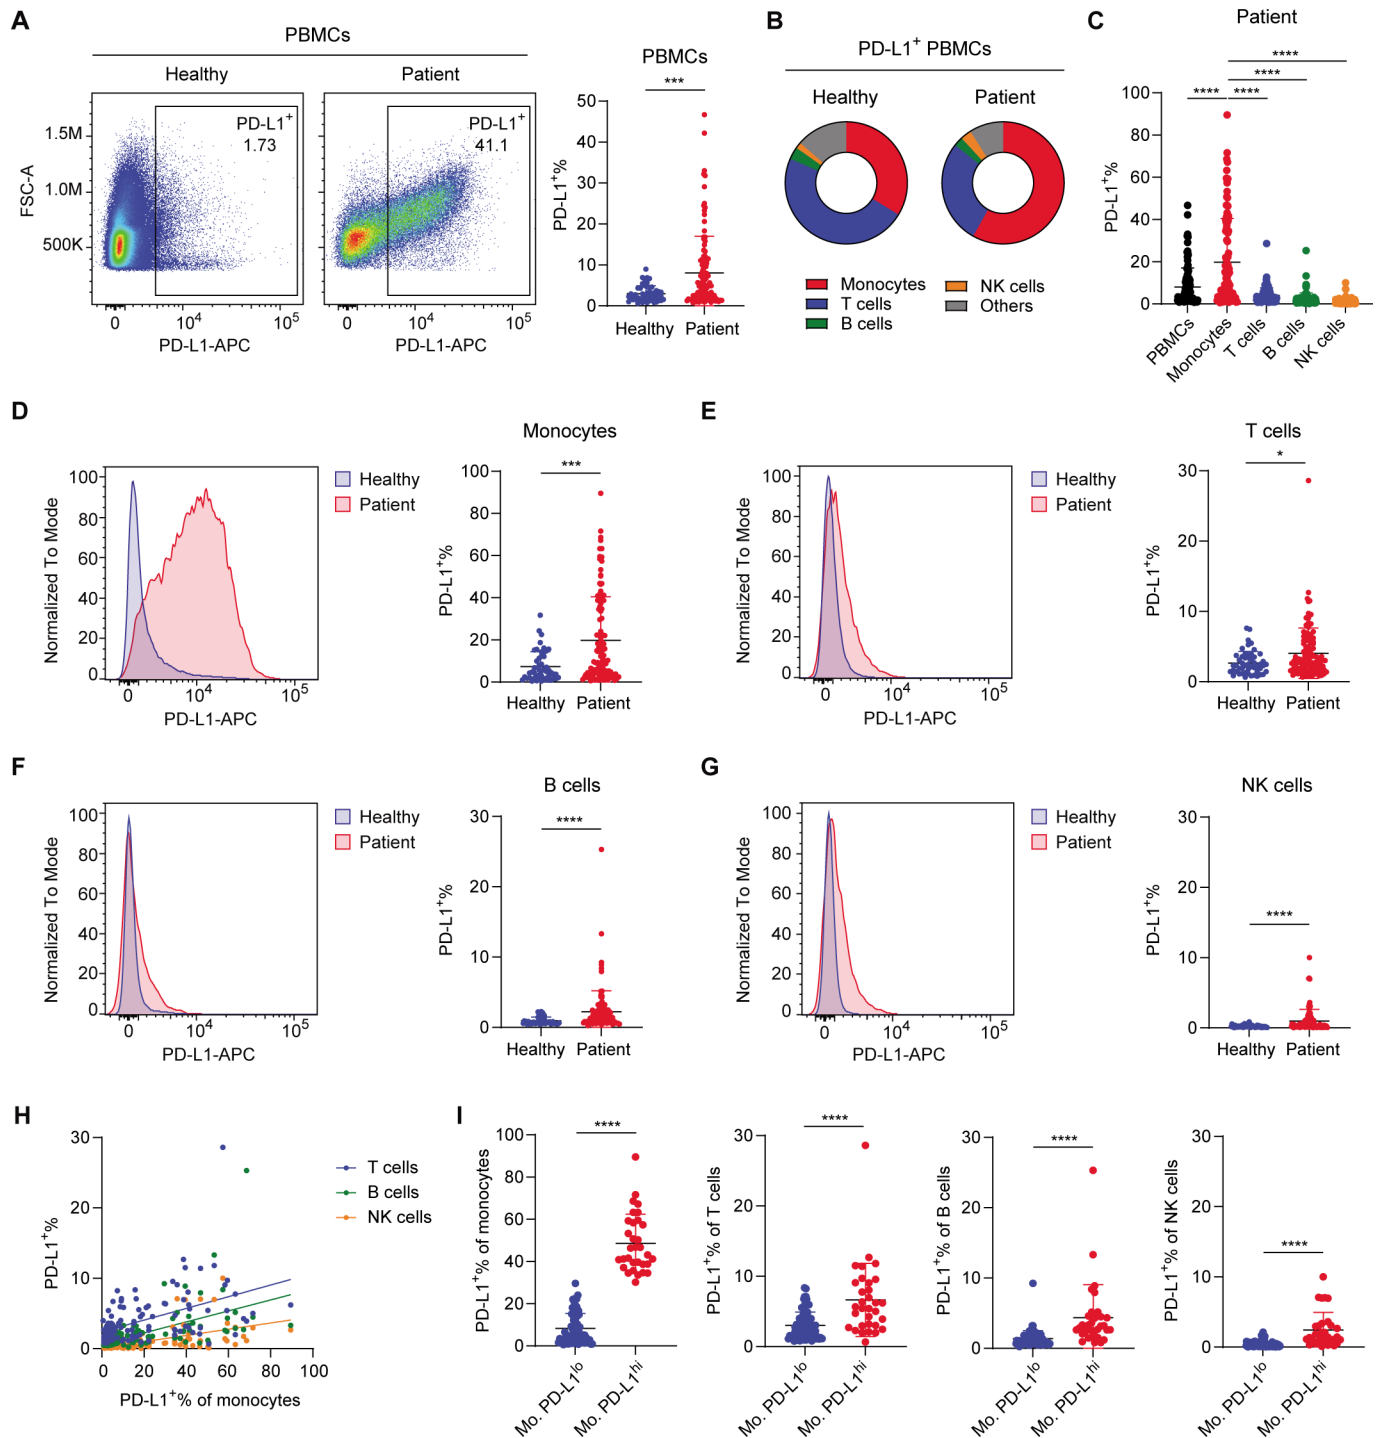 A
PBMCs
Healthy
Patient
FSC-A
1.5M
1.0M
500K
PD-L1+
1.73
PD-L1+
41.1
0
10^4
10^5
0
10^4
10^5
PD-L1-APC
PD-L1-APC
PBMCs
***
PD-L1+%
50
40
30
20
10
0
Healthy
Patient
B
PD-L1+ PBMCs
Healthy
Patient
Monocytes
T cells
B cells
NK cells
Others
C
Patient
****
****
****
****
PD-L1+%
100
80
60
40
20
0
PBMCs
Monocytes
T cells
B cells
NK cells
D
Normalized To Mode
100
80
60
40
20
0
0
10^4
10^5
PD-L1-APC
Healthy
Patient
Monocytes
***
PD-L1+%
100
80
60
40
20
0
Healthy
Patient
E
Normalized To Mode
100
80
60
40
20
0
0
10^4
10^5
PD-L1-APC
Healthy
Patient
T cells
*
PD-L1+%
30
20
10
0
Healthy
Patient
F
Normalized To Mode
100
80
60
40
20
0
0
10^4
10^5
PD-L1-APC
Healthy
Patient
B cells
****
PD-L1+%
30
20
10
0
Healthy
Patient
G
Normalized To Mode
100
80
60
40
20
0
0
10^4
10^5
PD-L1-APC
Healthy
Patient
NK cells
****
PD-L1+%
30
20
10
0
Healthy
Patient
H
PD-L1+%
30
20
10
0
0
20
40
60
80
100
PD-L1+% of monocytes
T cells
B cells
NK cells
I
PD-L1+% of monocytes
100
80
60
40
20
0
****
Mo. PD-L1lo
Mo. PD-L1hi
PD-L1+% of T cells
30
20
10
0
****
Mo. PD-L1lo
Mo. PD-L1hi
PD-L1+% of B cells
30
20
10
0
****
Mo. PD-L1lo
Mo. PD-L1hi
PD-L1+% of NK cells
30
20
10
0
****
Mo. PD-L1lo
Mo. PD-L1hi